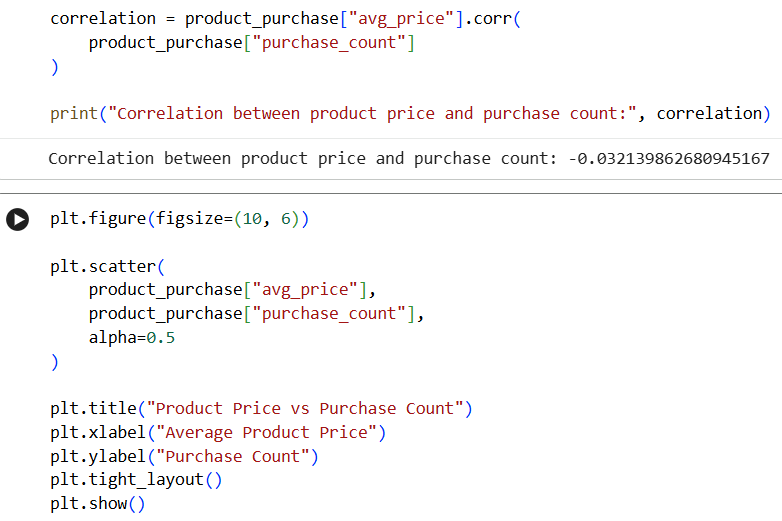 correlation = product_purchase["avg_price"].corr(
    product_purchase["purchase_count"]
)
print("Correlation between product price and purchase count:", correlation)
Correlation between product price and purchase count: -0.032139862680945167
plt.figure(figsize=(10, 6))
plt.scatter(
    product_purchase["avg_price"],
    product_purchase["purchase_count"],
    alpha=0.5
)
plt.title("Product Price vs Purchase Count")
plt.xlabel("Average Product Price")
plt.ylabel("Purchase Count")
plt.tight_layout()
plt.show()